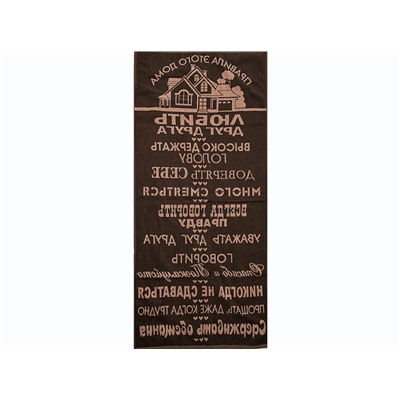 ПРАВИЛА ЭТОГО ДОМА
ЛЮБИТЬ
ДРУГ ДРУГА
ВЫСОКО ДЕРЖАТЬ
ГОЛОВУ
ДОВЕРЯТЬ СЕБЕ
МНОГО СМЕЯТЬСЯ
ВСЕГДА ГОВОРИТЬ
ПРАВДУ
УВАЖАТЬ ДРУГ ДРУГА
ГОВОРИТЬ
Спасибо и Пожалуйста
НИКОГДА НЕ СДАВАТЬСЯ
ПРОЩАТЬ, ДАЖЕ КОГДА ТРУДНО
Сдерживать обещания